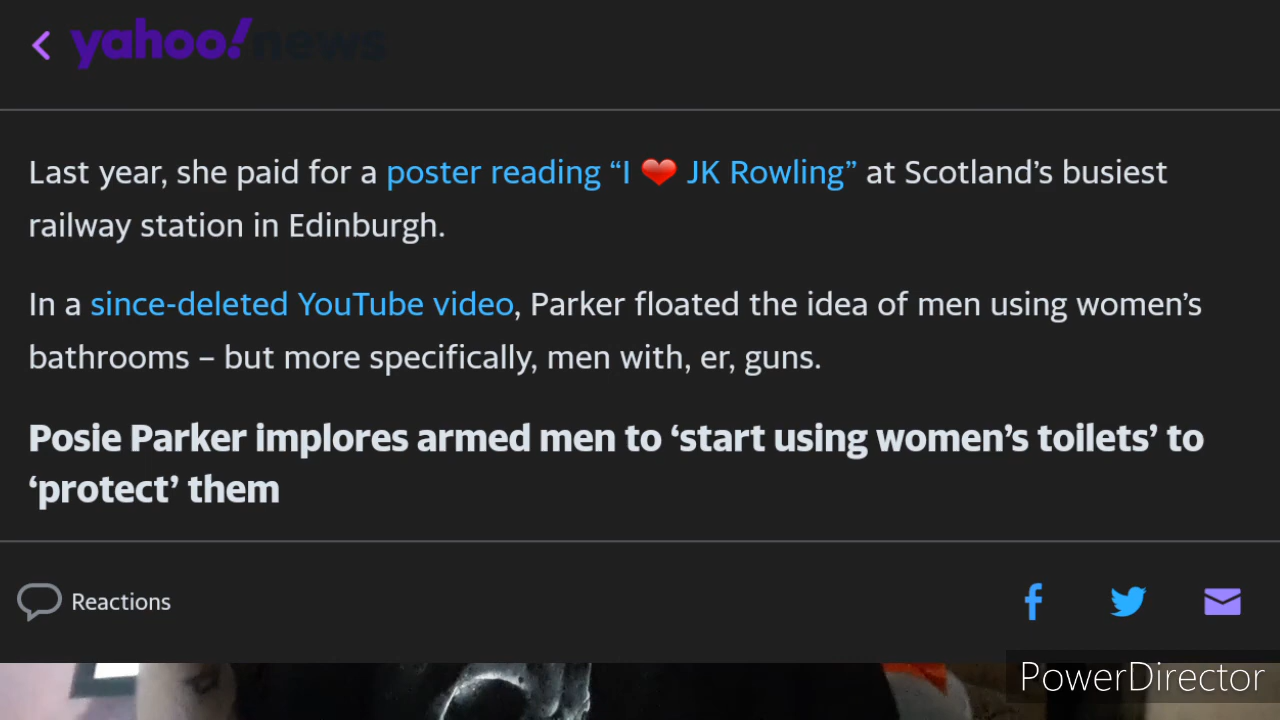 yahoo!news
Last year, she paid for a poster reading “I ❤️ JK Rowling” at Scotland’s busiest
railway station in Edinburgh.
In a since-deleted YouTube video, Parker floated the idea of men using women’s
bathrooms – but more specifically, men with, er, guns.
Posie Parker implores armed men to ‘start using women’s toilets’ to
‘protect’ them
Reactions
PowerDirector